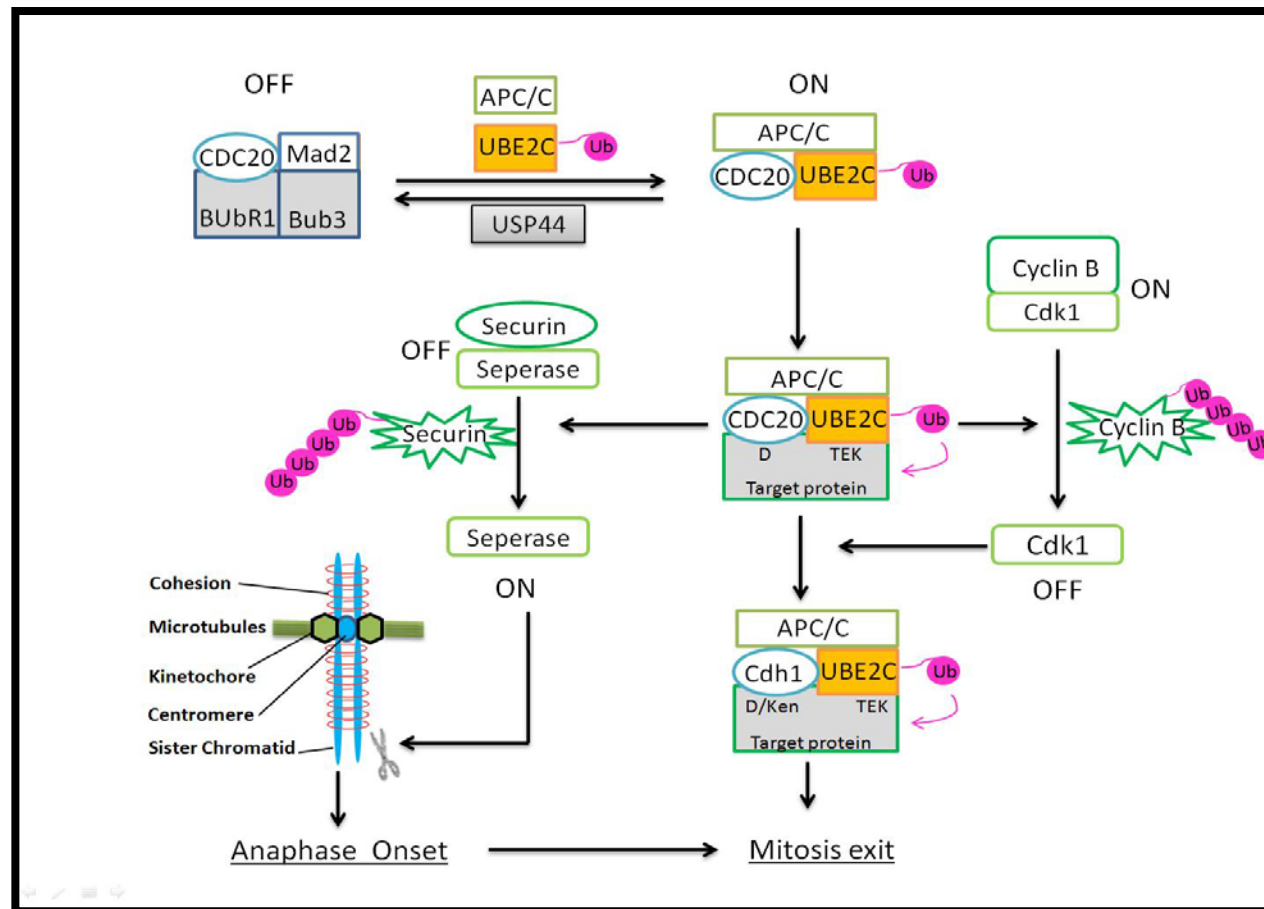 OFF
CDC20
Mad2
BUbR1
Bub3
APC/C
UBE2C
Ub
USP44
ON
APC/C
CDC20
UBE2C
Ub
Cyclin B
Cdk1
ON
Securin
OFF
Seperase
APC/C
CDC20
UBE2C
Ub
D
TEK
Target protein
Securin
Ub
Ub
Ub
Ub
Cyclin B
Ub
Ub
Ub
Ub
Seperase
ON
Cdk1
OFF
Cohesion
Microtubules
Kinetochore
Centromere
Sister Chromatid
APC/C
Cdh1
UBE2C
Ub
D/Ken
TEK
Target protein
Anaphase Onset
Mitosis exit